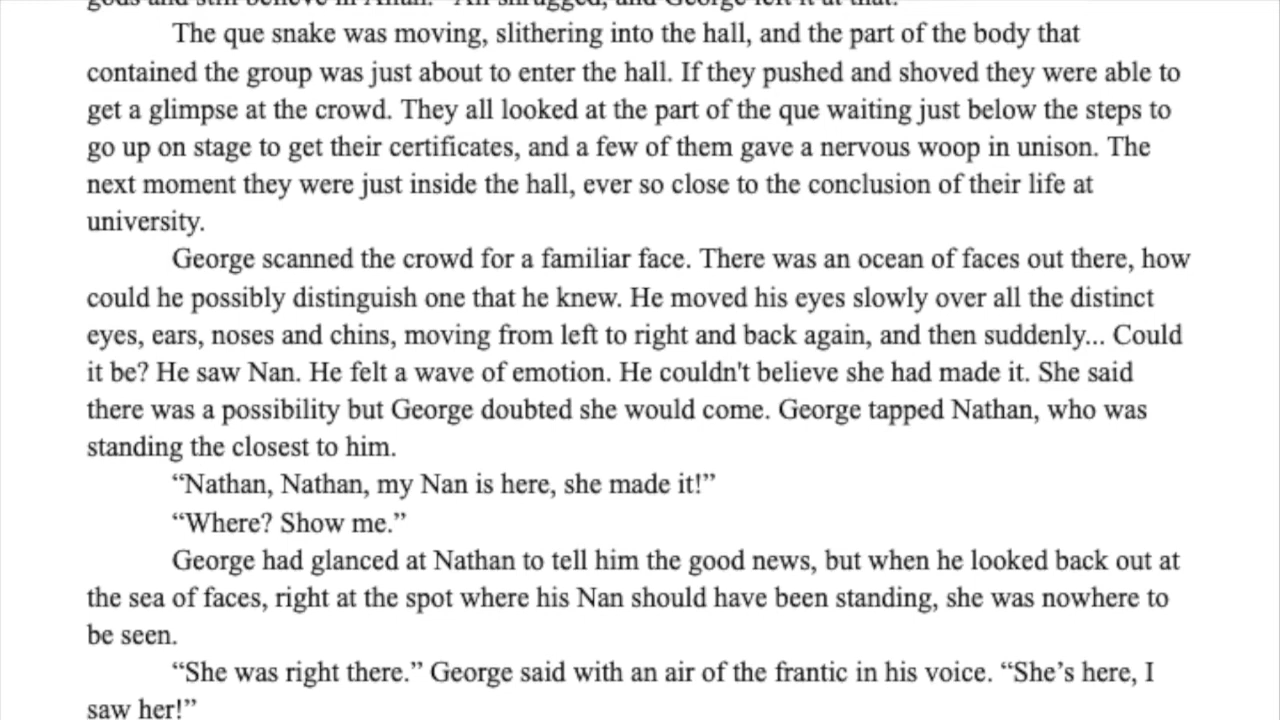 gods and still believe in Allah." Ali shrugged, and George left it at that.
The que snake was moving, slithering into the hall, and the part of the body that
contained the group was just about to enter the hall. If they pushed and shoved they were able to
get a glimpse at the crowd. They all looked at the part of the que waiting just below the steps to
go up on stage to get their certificates, and a few of them gave a nervous woop in unison. The
next moment they were just inside the hall, ever so close to the conclusion of their life at
university.
George scanned the crowd for a familiar face. There was an ocean of faces out there, how
could he possibly distinguish one that he knew. He moved his eyes slowly over all the distinct
eyes, ears, noses and chins, moving from left to right and back again, and then suddenly... Could
it be? He saw Nan. He felt a wave of emotion. He couldn't believe she had made it. She said
there was a possibility but George doubted she would come. George tapped Nathan, who was
standing the closest to him.
“Nathan, Nathan, my Nan is here, she made it!”
“Where? Show me.”
George had glanced at Nathan to tell him the good news, but when he looked back out at
the sea of faces, right at the spot where his Nan should have been standing, she was nowhere to
be seen.
“She was right there.” George said with an air of the frantic in his voice. “She’s here, I
saw her!”